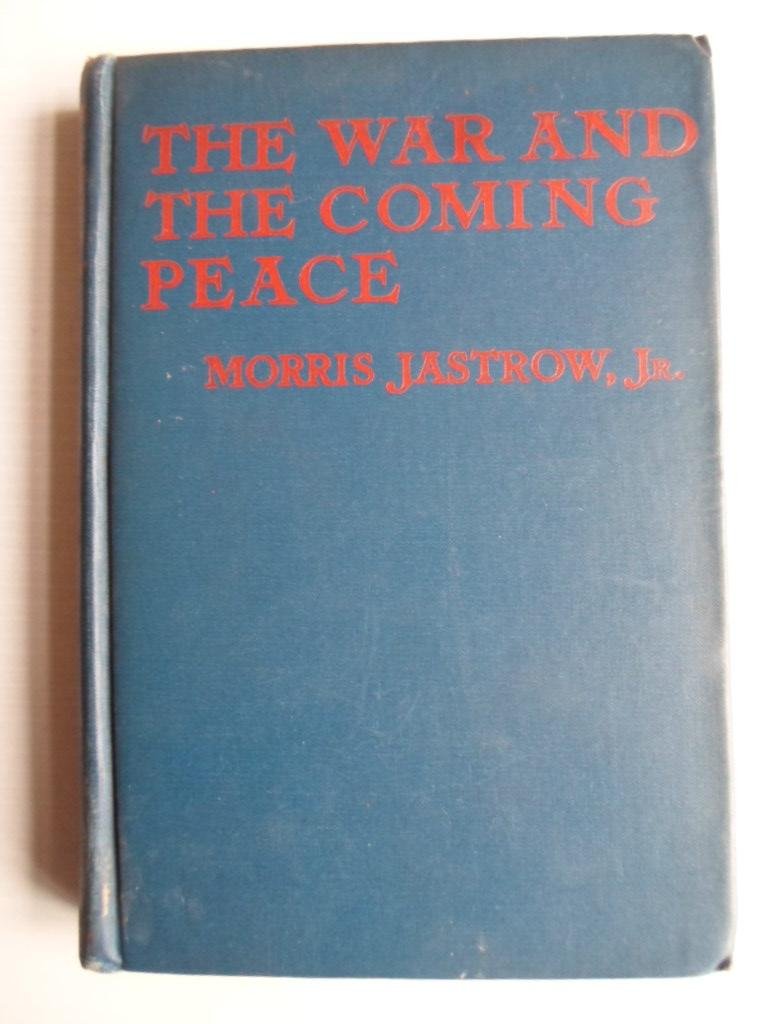 THE WAR AND
THE COMING
PEACE
MORRIS JASTROW, JR.